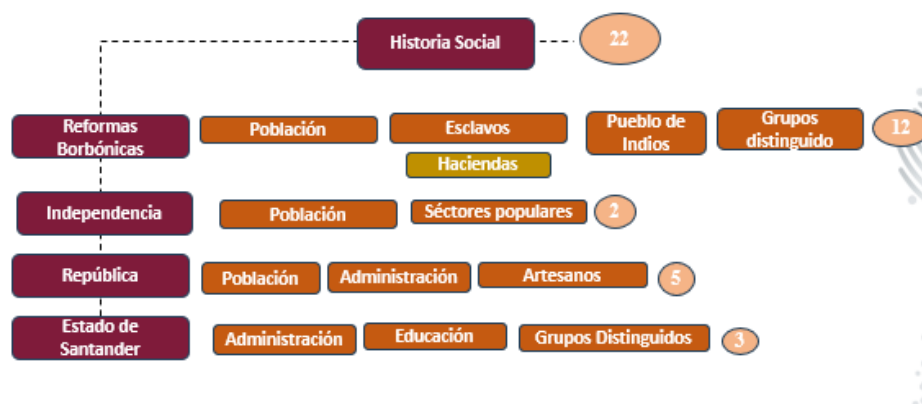 Historia Social
22
Reformas
Borbónicas
Población
Esclavos
Haciendas
Pueblo de
Indios
Grupos
distinguido
12
Independencia
Población
Séctores populares
2
República
Población
Administración
Artesanos
5
Estado de
Santander
Administración
Educación
Grupos Distinguidos
3